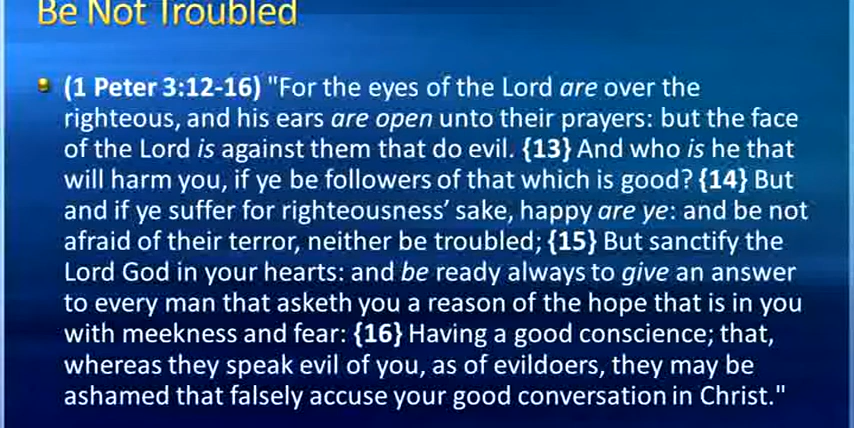 Be Not Troubled
(1 Peter 3:12-16) "For the eyes of the Lord are over the
righteous, and his ears are open unto their prayers: but the face
of the Lord is against them that do evil. {13} And who is he that
will harm you, if ye be followers of that which is good? {14} But
and if ye suffer for righteousness’ sake, happy are ye: and be not
afraid of their terror, neither be troubled; {15} But sanctify the
Lord God in your hearts: and be ready always to give an answer
to every man that asketh you a reason of the hope that is in you
with meekness and fear: {16} Having a good conscience; that,
whereas they speak evil of you, as of evildoers, they may be
ashamed that falsely accuse your good conversation in Christ."